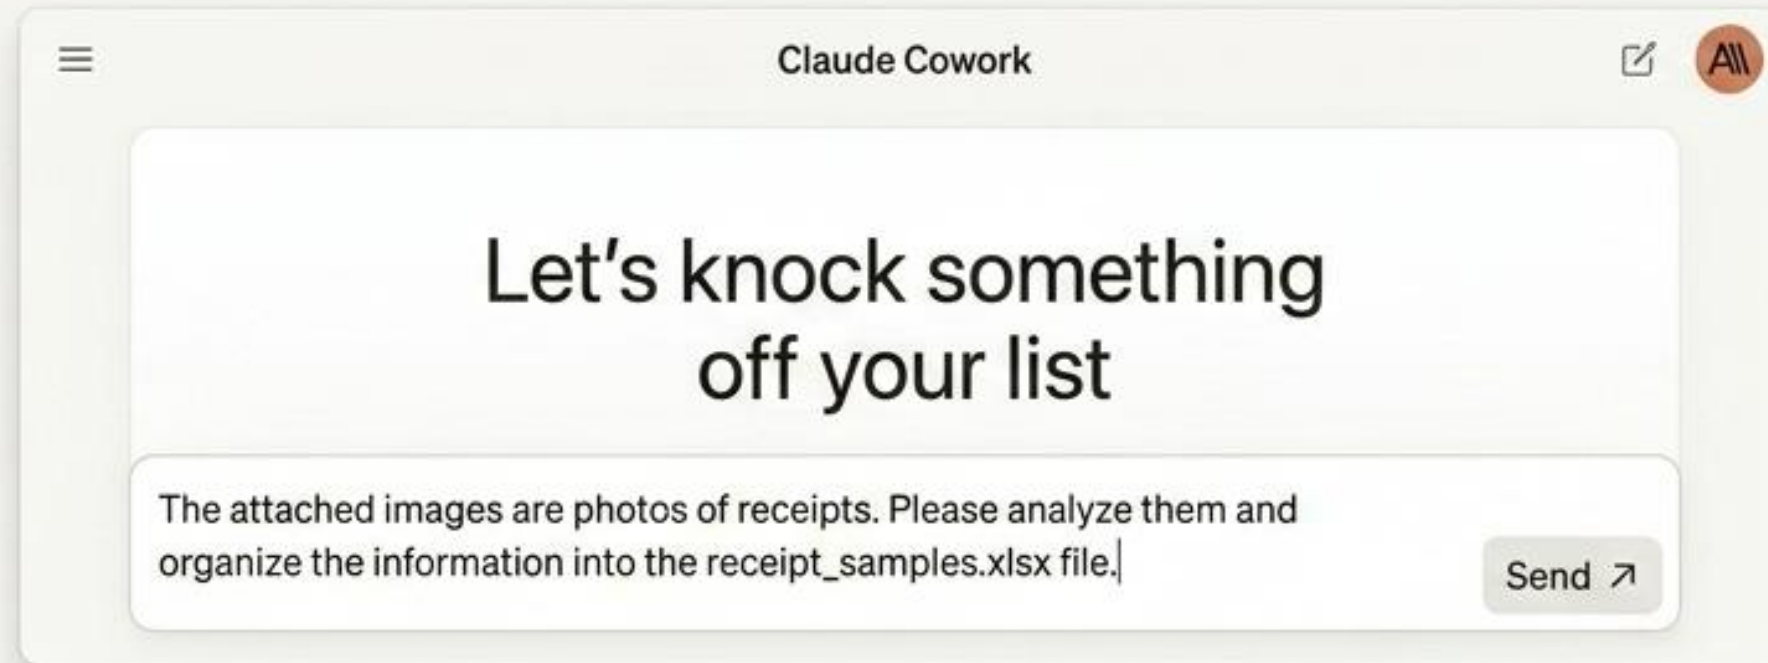 Claude Cowork
A\\
Let's knock something
off your list
The attached images are photos of receipts. Please analyze them and
organize the information into the receipt_samples.xlsx file.
Send ↗